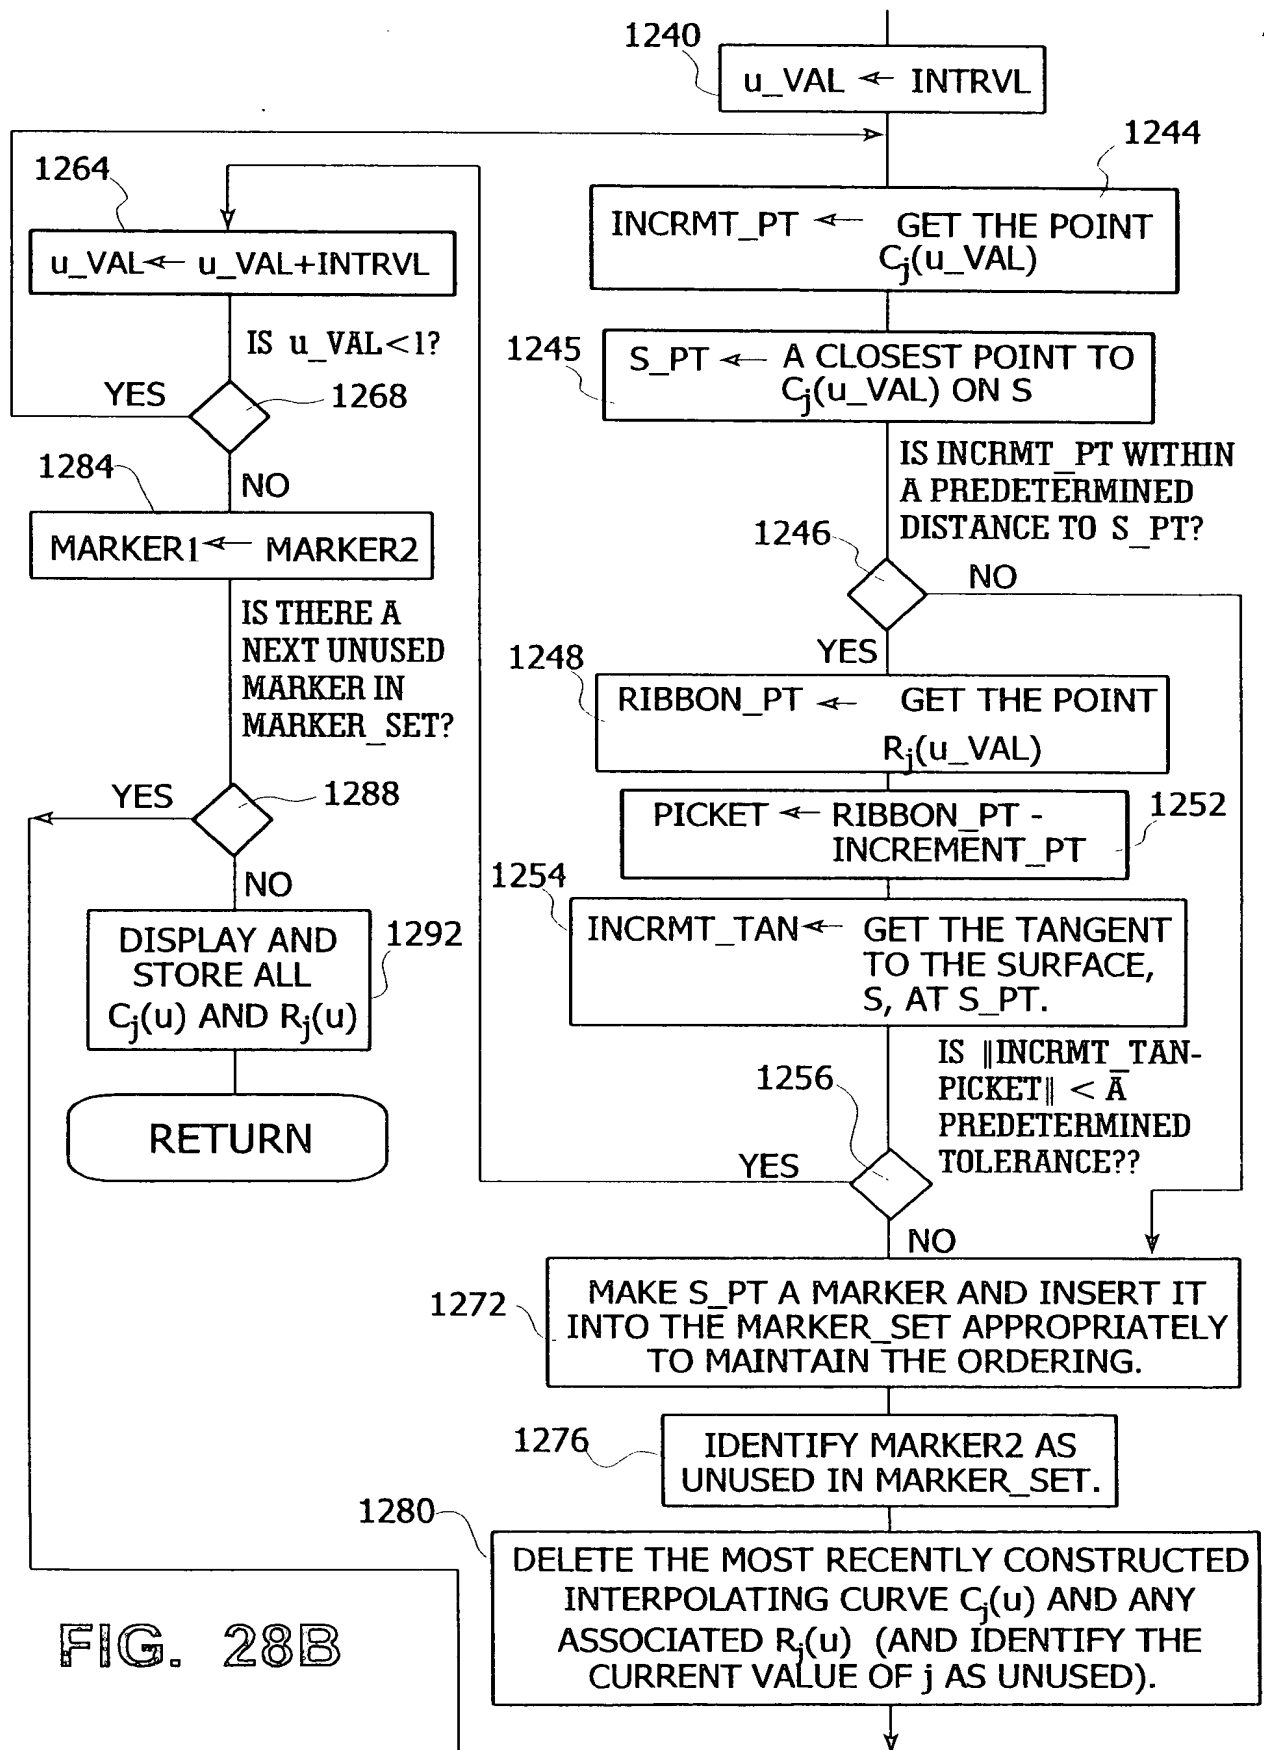 1240
u_VAL ← INTRVL
1244
INCRMT_PT ← GET THE POINT
Cj(u_VAL)
1245
S_PT ← A CLOSEST POINT TO
Cj(u_VAL) ON S
IS INCRMT_PT WITHIN
A PREDETERMINED
DISTANCE TO S_PT?
1246
NO
YES
1248
RIBBON_PT ← GET THE POINT
Rj(u_VAL)
1252
PICKET ← RIBBON_PT -
INCREMENT_PT
1254
INCRMT_TAN ← GET THE TANGENT
TO THE SURFACE,
S, AT S_PT.
IS ‖INCRMT_TAN-
PICKET‖ < A
PREDETERMINED
TOLERANCE??
1256
YES
NO
1264
u_VAL ← u_VAL+INTRVL
IS u_VAL<1?
YES
1268
NO
1284
MARKER1 ← MARKER2
IS THERE A
NEXT UNUSED
MARKER IN
MARKER_SET?
YES
1288
NO
1292
DISPLAY AND
STORE ALL
Cj(u) AND Rj(u)
RETURN
1272
MAKE S_PT A MARKER AND INSERT IT
INTO THE MARKER_SET APPROPRIATELY
TO MAINTAIN THE ORDERING.
1276
IDENTIFY MARKER2 AS
UNUSED IN MARKER_SET.
1280
DELETE THE MOST RECENTLY CONSTRUCTED
INTERPOLATING CURVE Cj(u) AND ANY
ASSOCIATED Rj(u) (AND IDENTIFY THE
CURRENT VALUE OF j AS UNUSED).
FIG. 28B